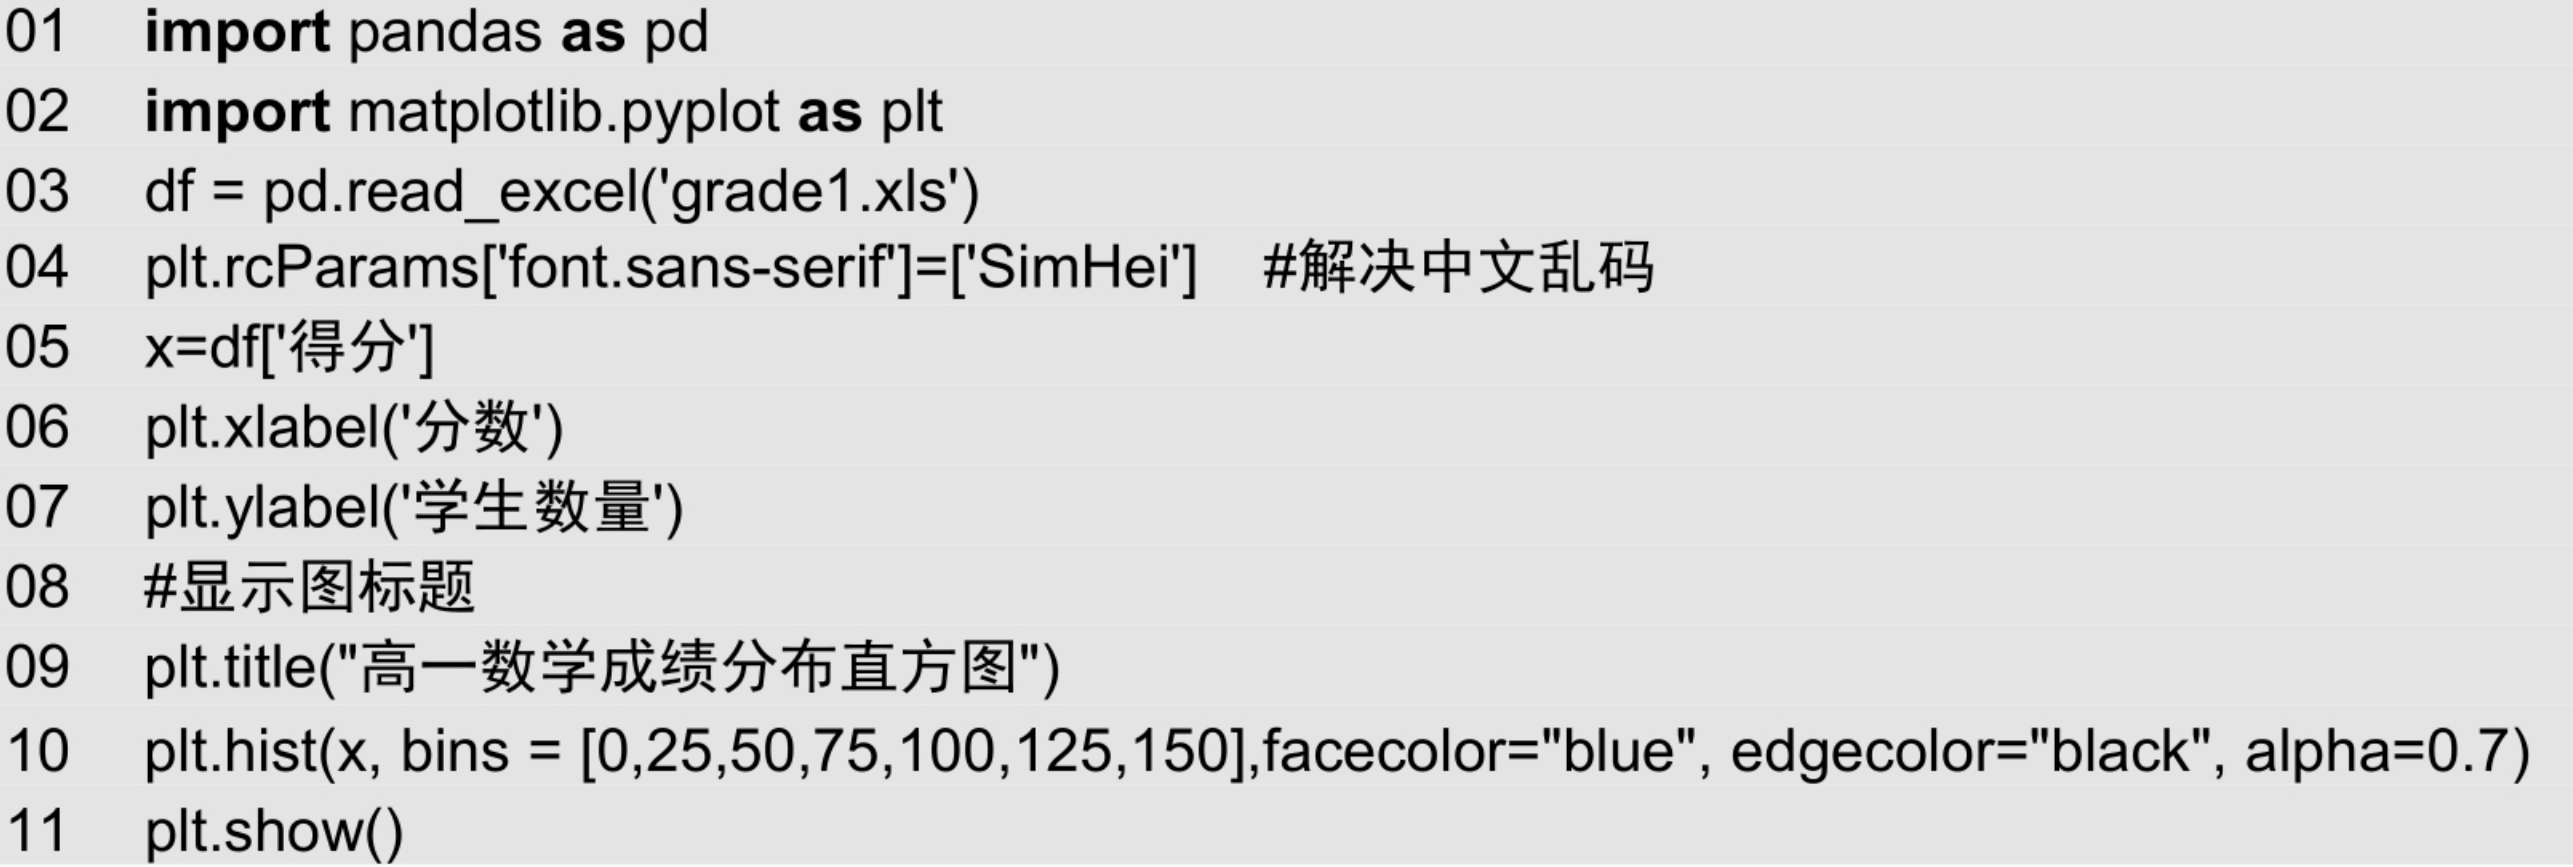 01 import pandas as pd
02 import matplotlib.pyplot as plt
03 df = pd.read_excel('grade1.xls')
04 plt.rcParams['font.sans-serif']=['SimHei'] #解决中文乱码
05 x=df['得分']
06 plt.xlabel('分数')
07 plt.ylabel('学生数量')
08 #显示图标题
09 plt.title("高一数学成绩分布直方图")
10 plt.hist(x, bins = [0,25,50,75,100,125,150],facecolor="blue", edgecolor="black", alpha=0.7)
11 plt.show()